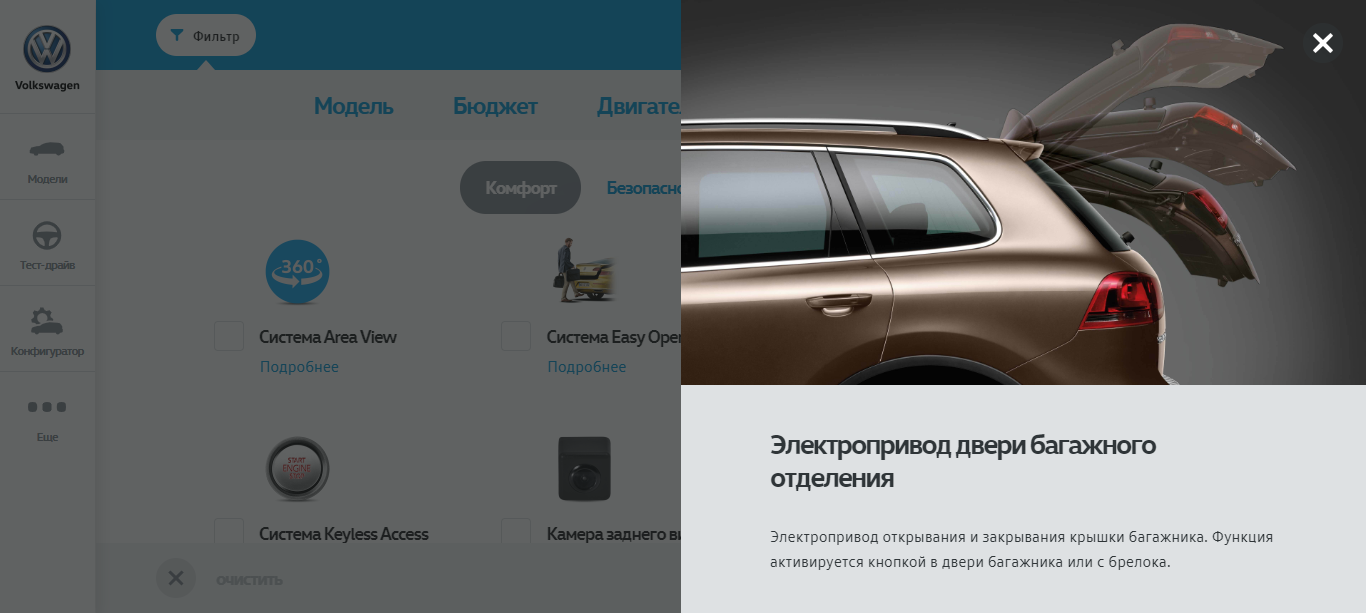 Volkswagen
Модели
Тест-драйв
Конфигуратор
Еще
Фильтр
Модель
Бюджет
Двигате
Комфорт
Безопасно
360°
Система Area View
Подробнее
Система Easy Oper
Подробнее
START
ENGINE
STOP
Система Keyless Access
Камера заднего ви
очистить
Электропривод двери багажного
отделения
Электропривод открывания и закрывания крышки багажника. Функция
активируется кнопкой в двери багажника или с брелока.